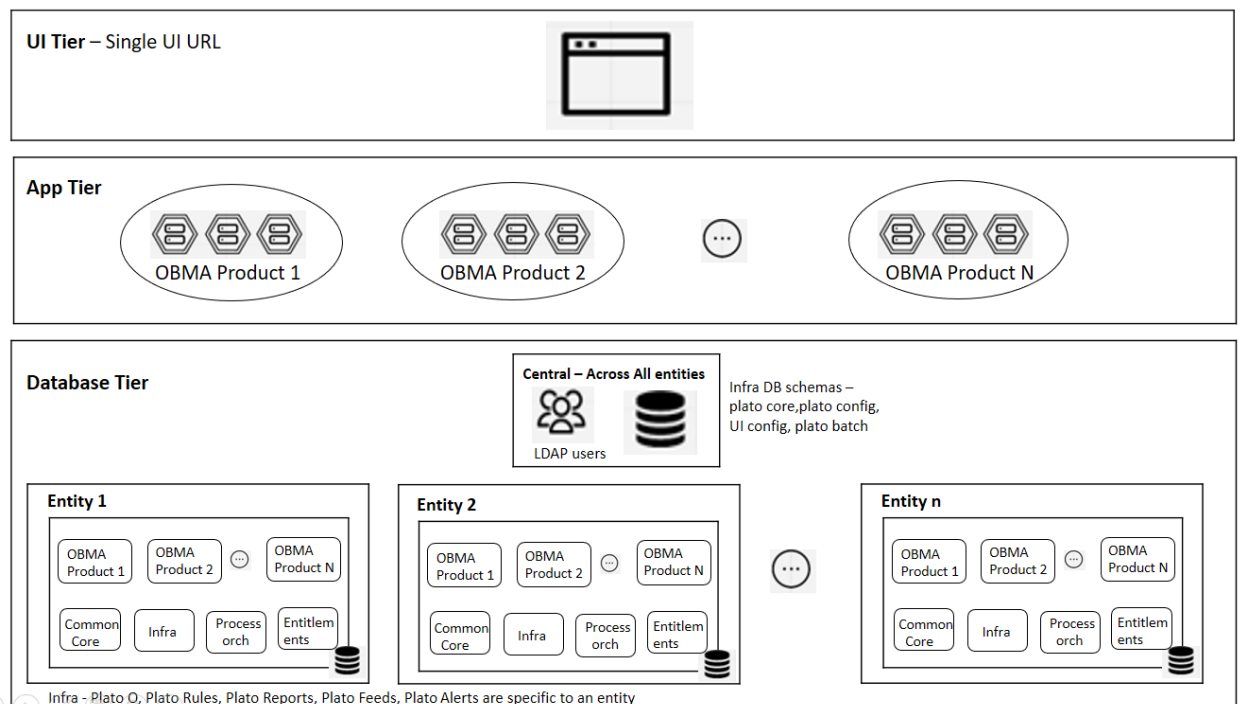 UI Tier – Single UI URL
App Tier
OBMA Product 1
OBMA Product 2
OBMA Product N
Database Tier
Central – Across All entities
LDAP users
Infra DB schemas –
plato core,plato config,
UI config, plato batch
Entity 1
OBMA
Product 1
OBMA
Product 2
OBMA
Product N
Common
Core
Infra
Process
orch
Entitlem
ents
Entity 2
OBMA
Product 1
OBMA
Product 2
OBMA
Product N
Common
Core
Infra
Process
orch
Entitlem
ents
Entity n
OBMA
Product 1
OBMA
Product 2
OBMA
Product N
Common
Core
Infra
Process
orch
Entitlem
ents
Infra - Plato O, Plato Rules, Plato Reports, Plato Feeds, Plato Alerts are specific to an entity